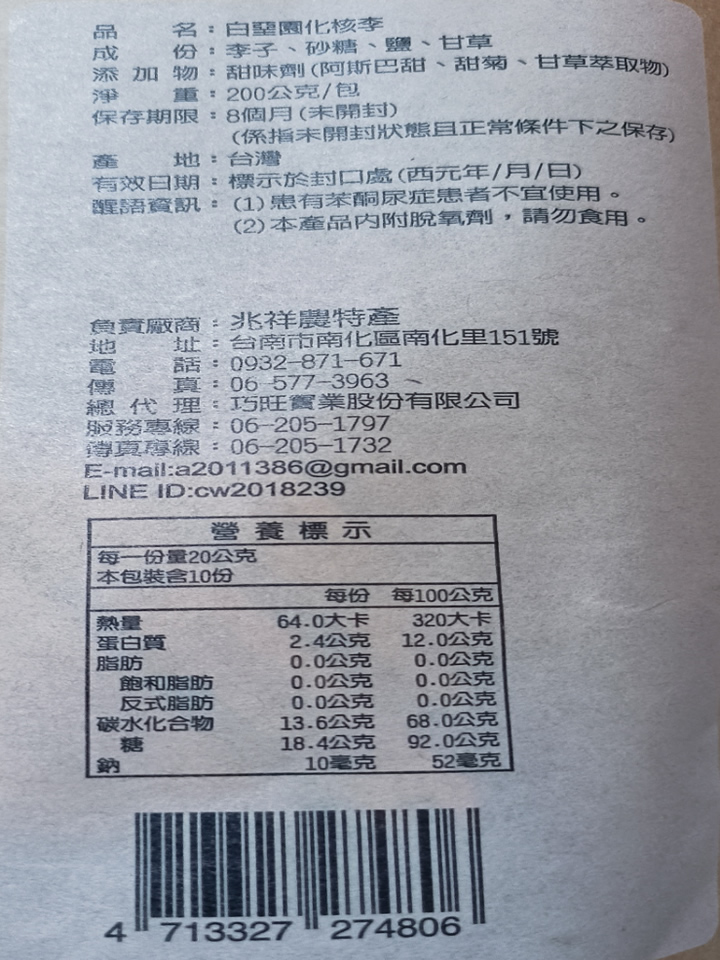 品名：白堊園化核李
成份：李子、砂糖、鹽、甘草
添加物：甜味劑(阿斯巴甜、甜菊、甘草萃取物)
淨重：200公克/包
保存期限：8個月(未開封)
(係指未開封狀態且正常條件下之保存)
產地：台灣
有效日期：標示於封口處(西元年/月/日)
醒語資訊：(1)患有苯酮尿症患者不宜使用。
(2)本產品內附脫氧劑，請勿食用。
負責廠商：兆祥農特產
地址：台南市南化區南化里151號
電話：0932-871-671
傳真：06-577-3963
總代理：巧旺實業股份有限公司
服務專線：06-205-1797
傳真專線：06-205-1732
E-mail:a2011386@gmail.com
LINE ID:cw2018239
營養標示
每一份量20公克
本包裝含10份
每份 每100公克
熱量 64.0大卡 320大卡
蛋白質 2.4公克 12.0公克
脂肪 0.0公克 0.0公克
飽和脂肪 0.0公克 0.0公克
反式脂肪 0.0公克 0.0公克
碳水化合物 13.6公克 68.0公克
糖 18.4公克 92.0公克
鈉 10毫克 52毫克
4 713327 274806